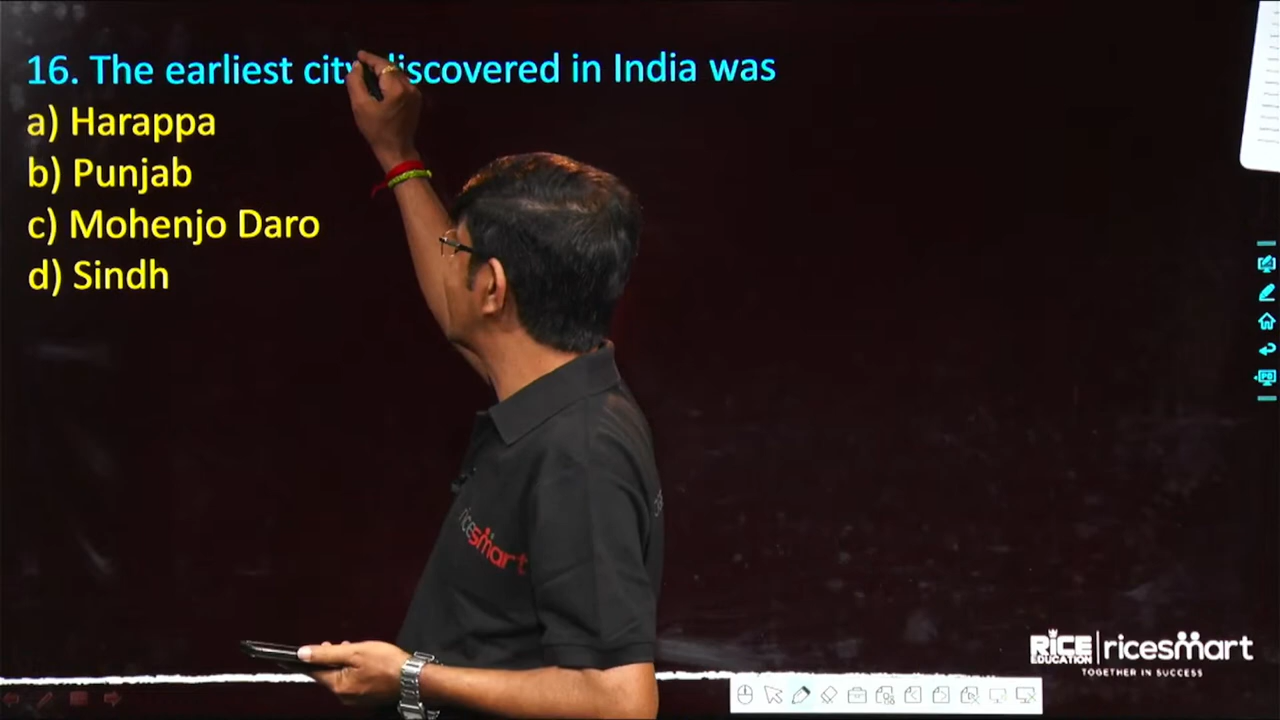 16. The earliest city discovered in India was
a) Harappa
b) Punjab
c) Mohenjo Daro
d) Sindh
ricesmart
RICE EDUCATION | ricesmart
TOGETHER IN SUCCESS